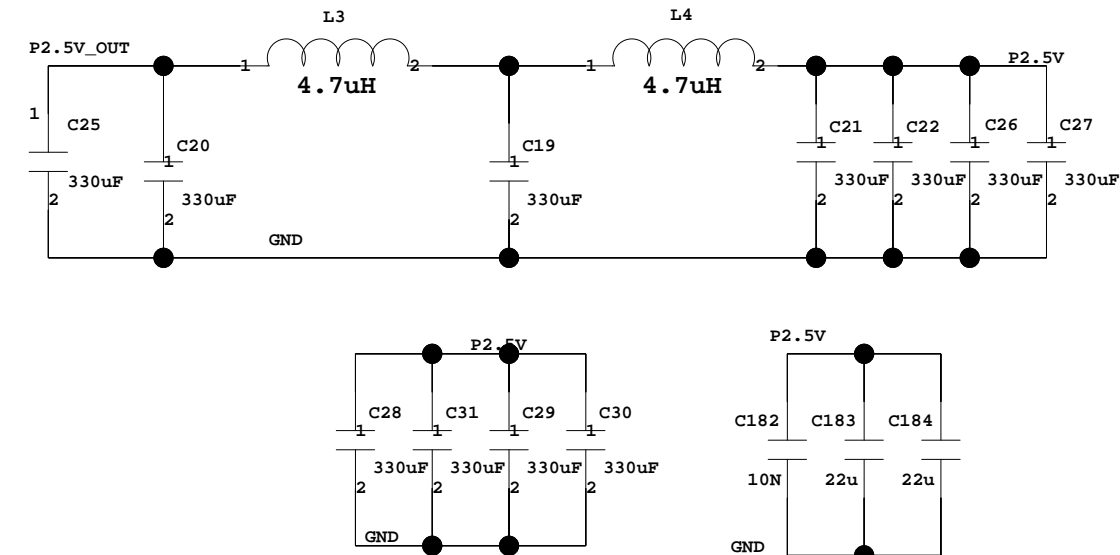 L3 L4
P2.5V_OUT P2.5V
1 2 1 2
4.7uH 4.7uH
1 C25 C20 C19 C21 C22 C26 C27
1 1 1 1 1 1
330uF 330uF 330uF 330uF 330uF 330uF 330uF
2 2 2 2 2 2 2
GND
P2.5V P2.5V
C28 C31 C29 C30 C182 C183 C184
1 1 1 1
330uF 330uF 330uF 330uF 10N 22u 22u
2 2 2 2
GND GND